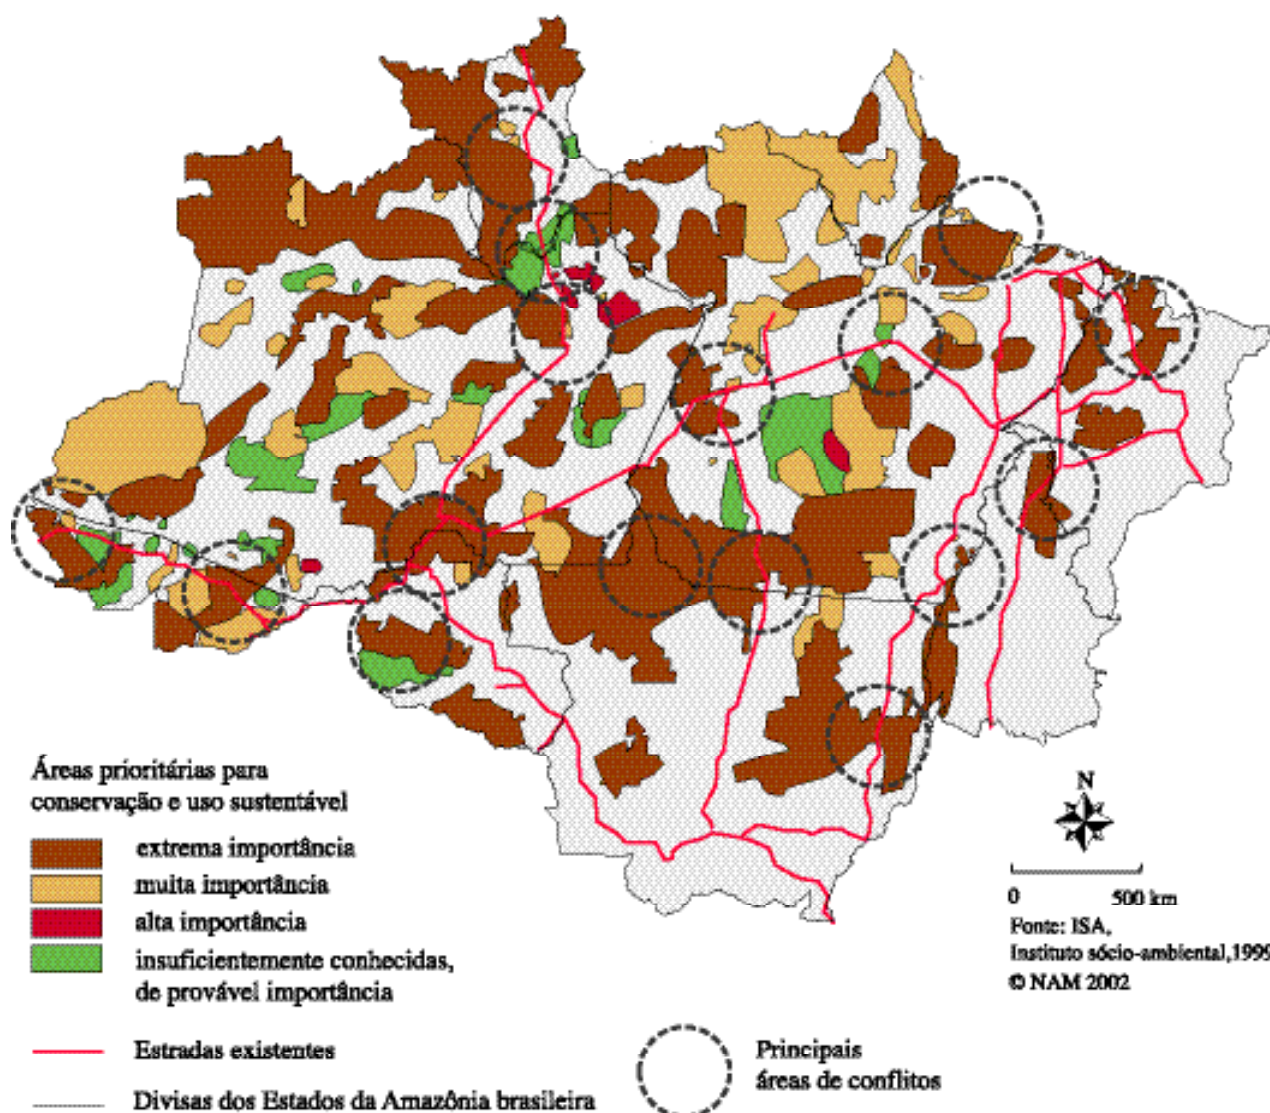 Áreas prioritárias para
conservação e uso sustentável
extrema importância
muita importância
alta importância
insuficientemente conhecidas,
de provável importância
Estradas existentes
Divisas dos Estados da Amazônia brasileira
Principais
áreas de conflitos
N
0 500 km
Fonte: ISA,
Instituto sócio-ambiental,1999
© NAM 2002